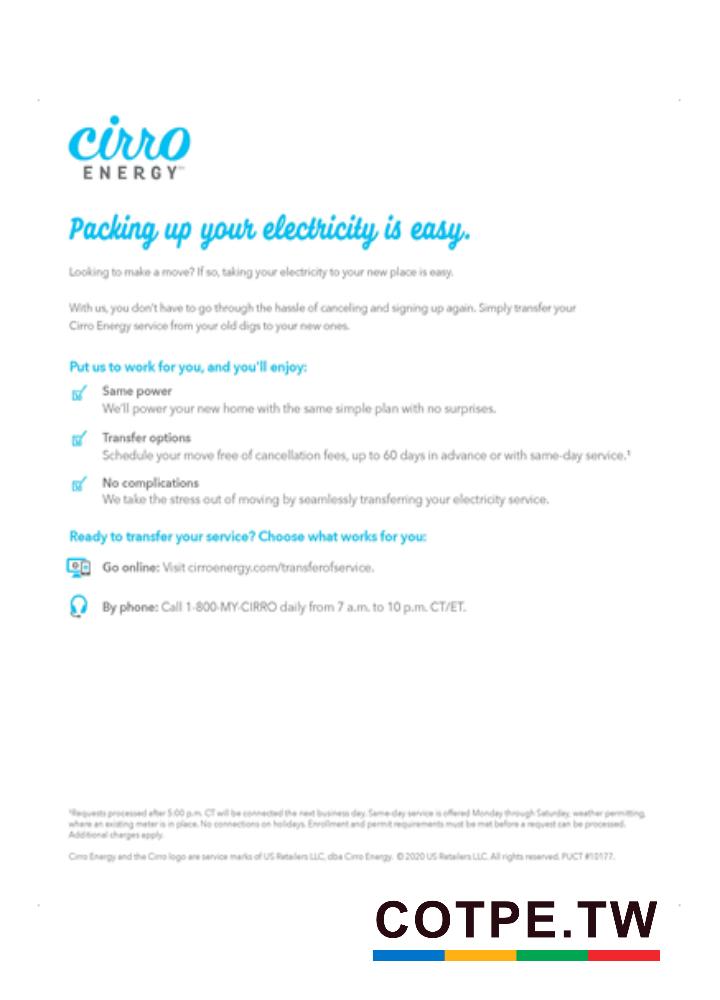 cirro
ENERGY
Packing up your electricity is easy.
Looking to make a move? If so, taking your electricity to your new place is easy.
With us, you don't have to go through the hassle of canceling and signing up again. Simply transfer your
Cirro Energy service from your old digs to your new ones.
Put us to work for you, and you'll enjoy:
Same power
We'll power your new home with the same simple plan with no surprises.
Transfer options
Schedule your move free of cancellation fees, up to 60 days in advance or with same-day service.¹
No complications
We take the stress out of moving by seamlessly transferring your electricity service.
Ready to transfer your service? Choose what works for you:
Go online: Visit cirroenergy.com/transferofservice.
By phone: Call 1-800-MY-CIRRO daily from 7 a.m. to 10 p.m. CT/ET.
¹Requests processed after 5:00 p.m. CT will be connected the next business day. Same-day service is offered Monday through Saturday, weather permitting,
where an existing meter is in place. No connections on holidays. Enrollment and permit requirements must be met before a request can be processed.
Additional charges apply.
Cirro Energy and the Cirro logo are service marks of US Retailers LLC, dba Cirro Energy. © 2020 US Retailers LLC. All rights reserved. PUCT #10177.
COTPE.TW